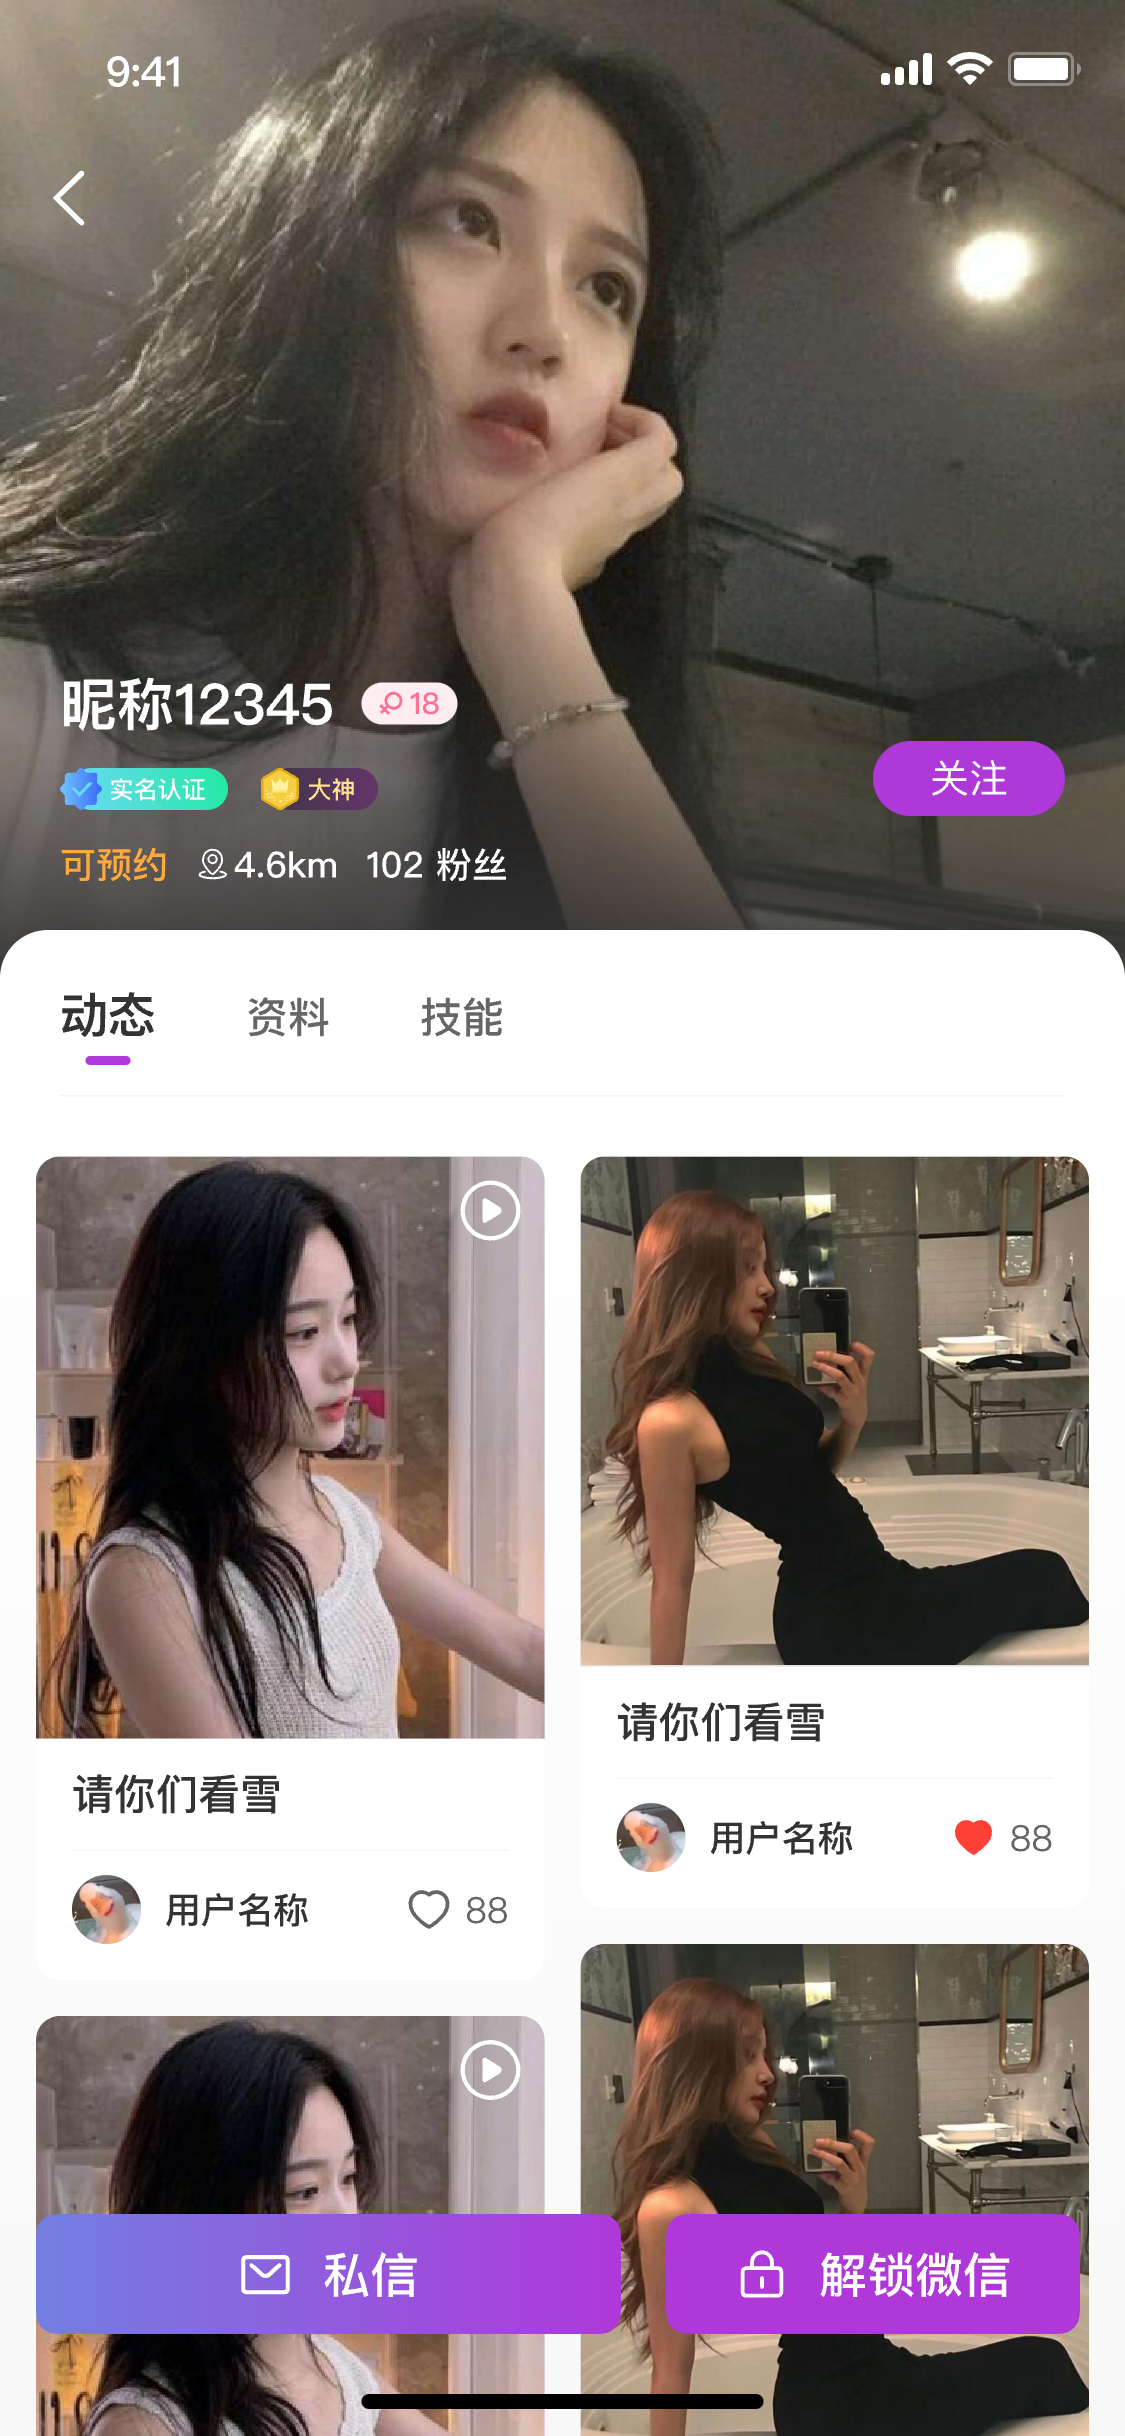 9:41
昵称12345 18
实名认证 大神
关注
可预约 4.6km 102 粉丝
动态 资料 技能
请你们看雪
用户名称 88
请你们看雪
用户名称 88
私信 解锁微信